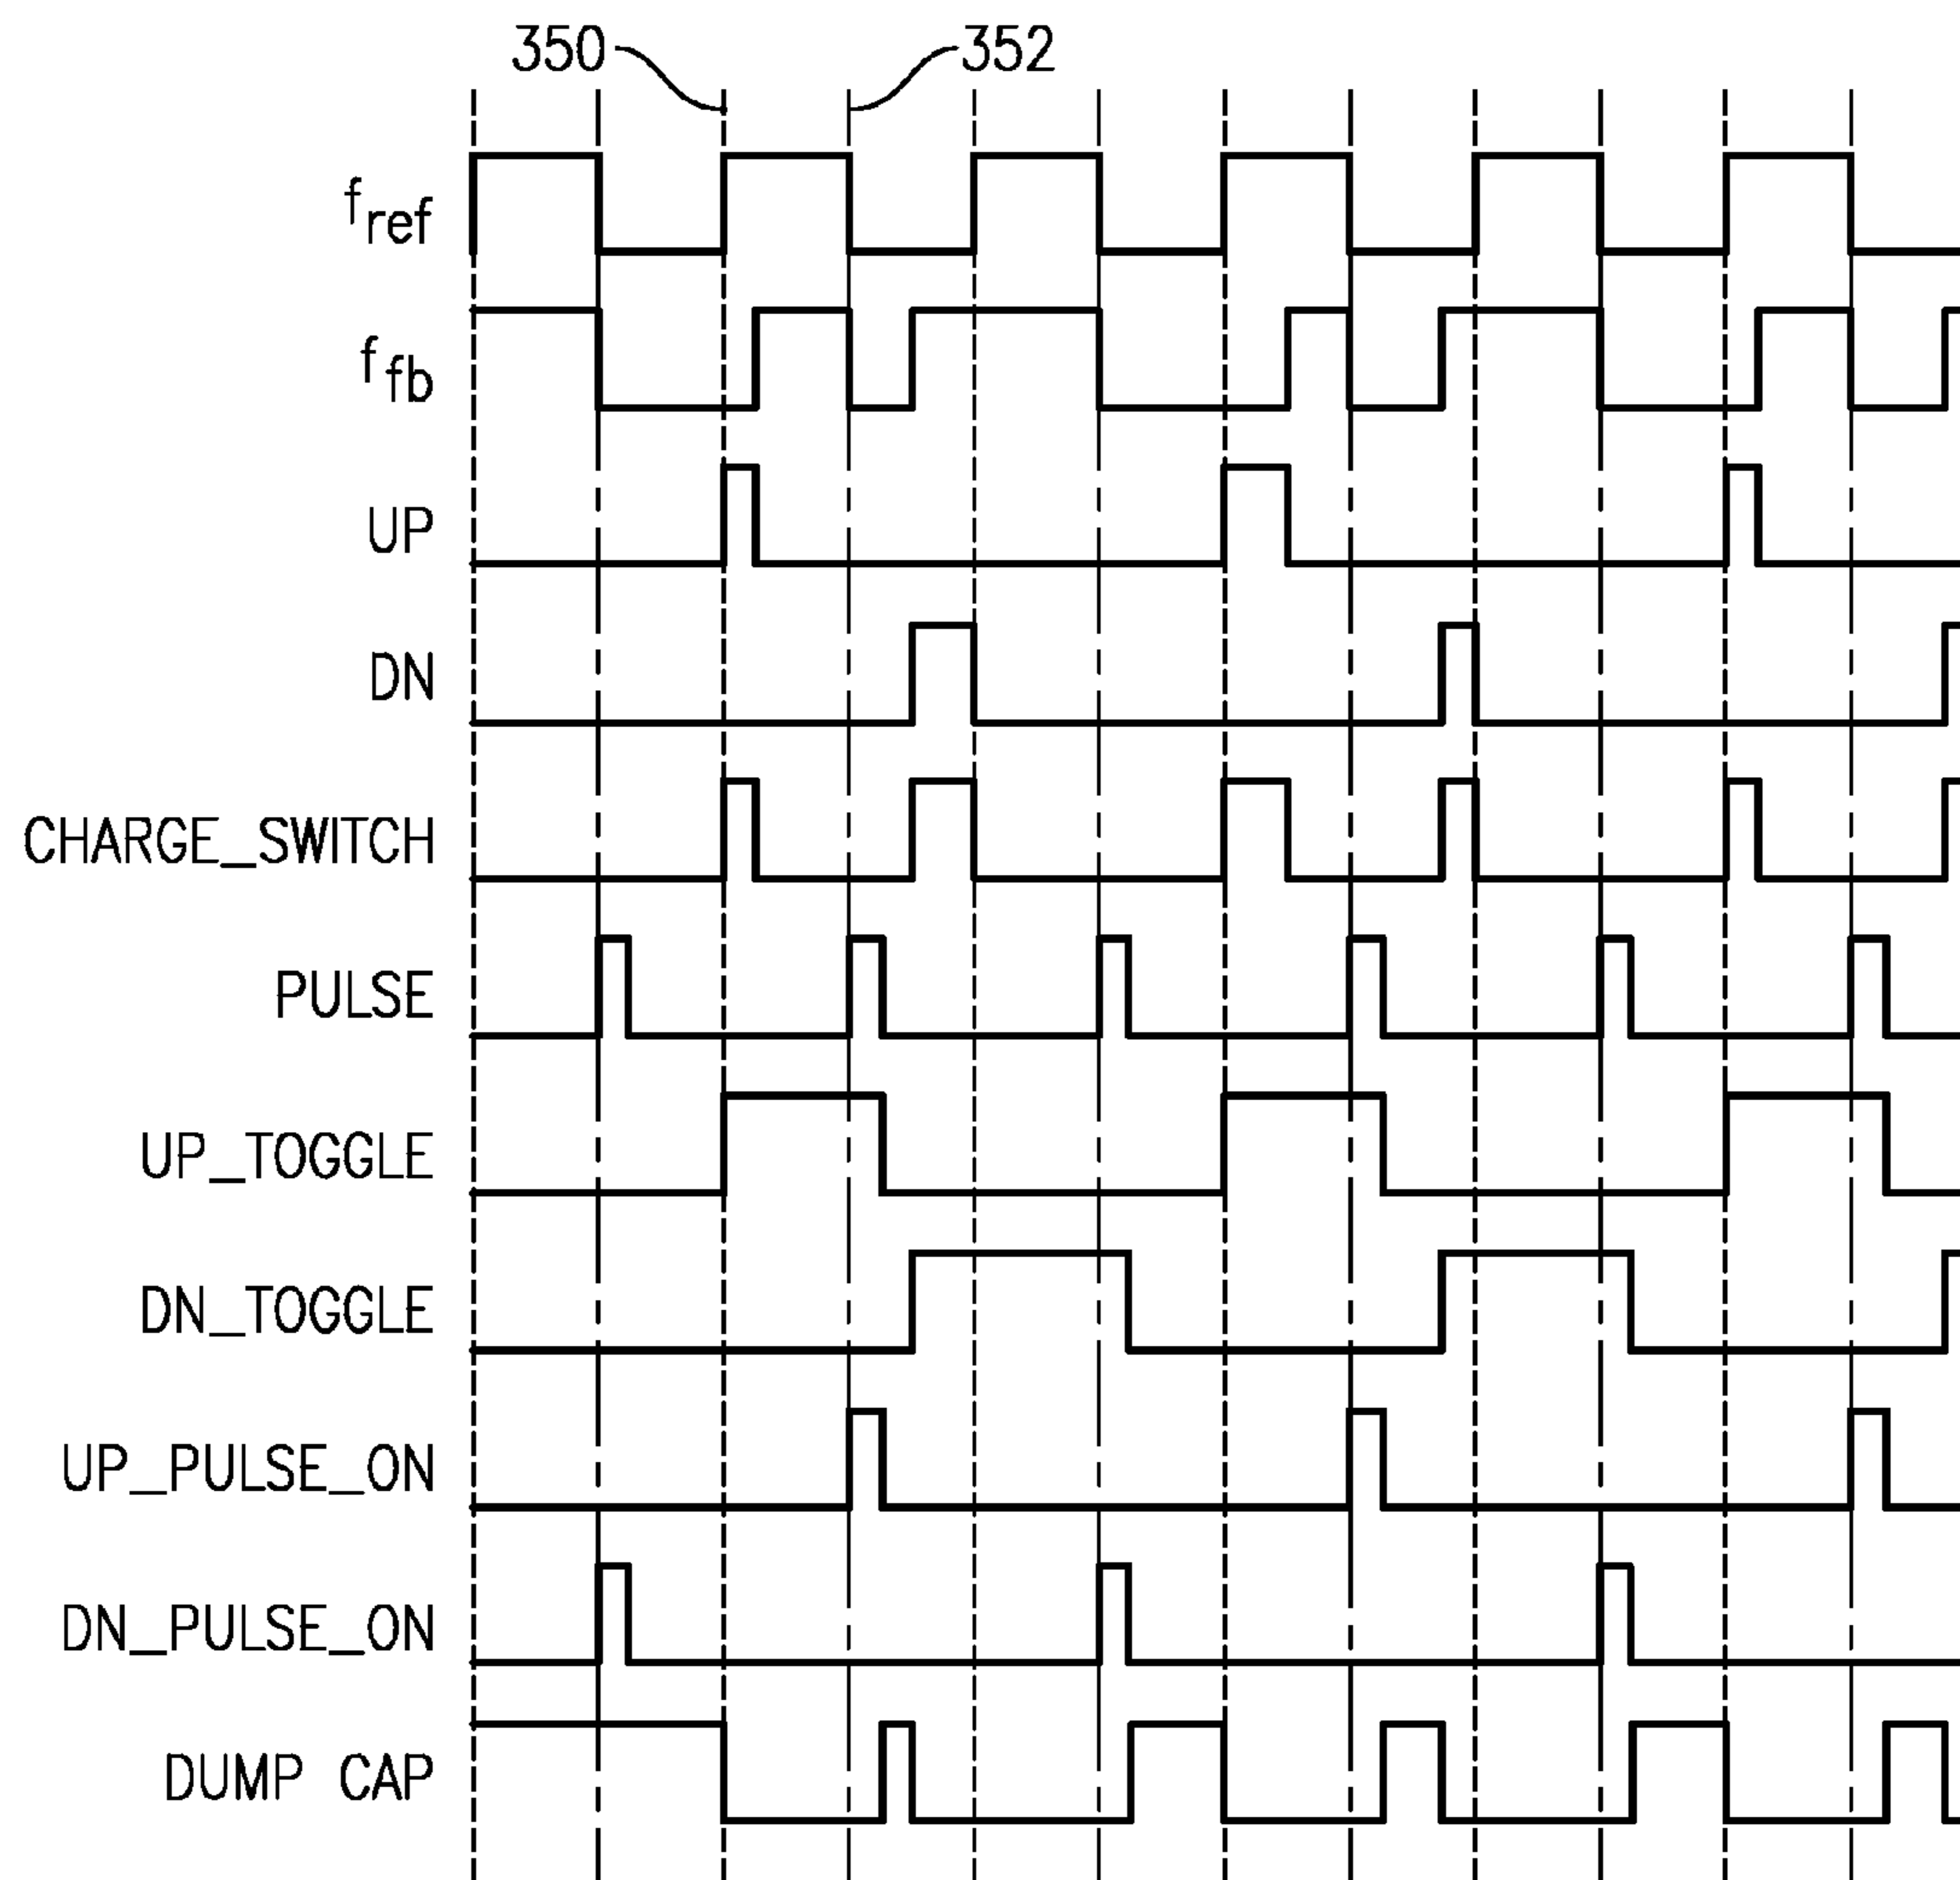 350 352
fref
ffb
UP
DN
CHARGE_SWITCH
PULSE
UP_TOGGLE
DN_TOGGLE
UP_PULSE_ON
DN_PULSE_ON
DUMP CAP